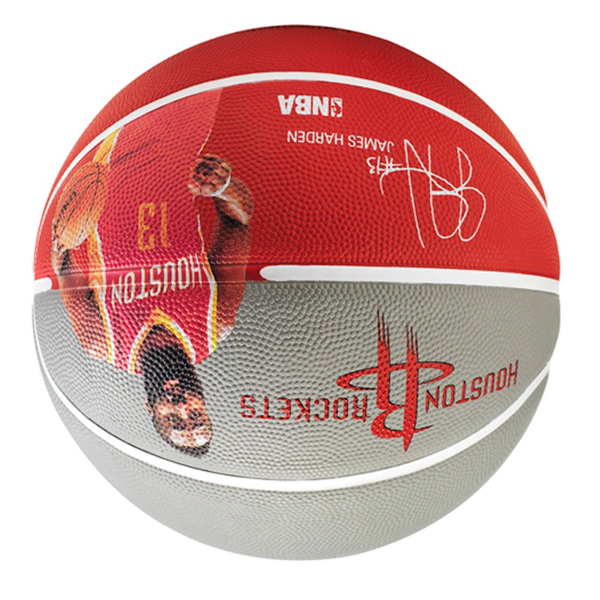 HOUSTON R ROCKETS
HOUSTON
13
#13
JAMES HARDEN
NBA